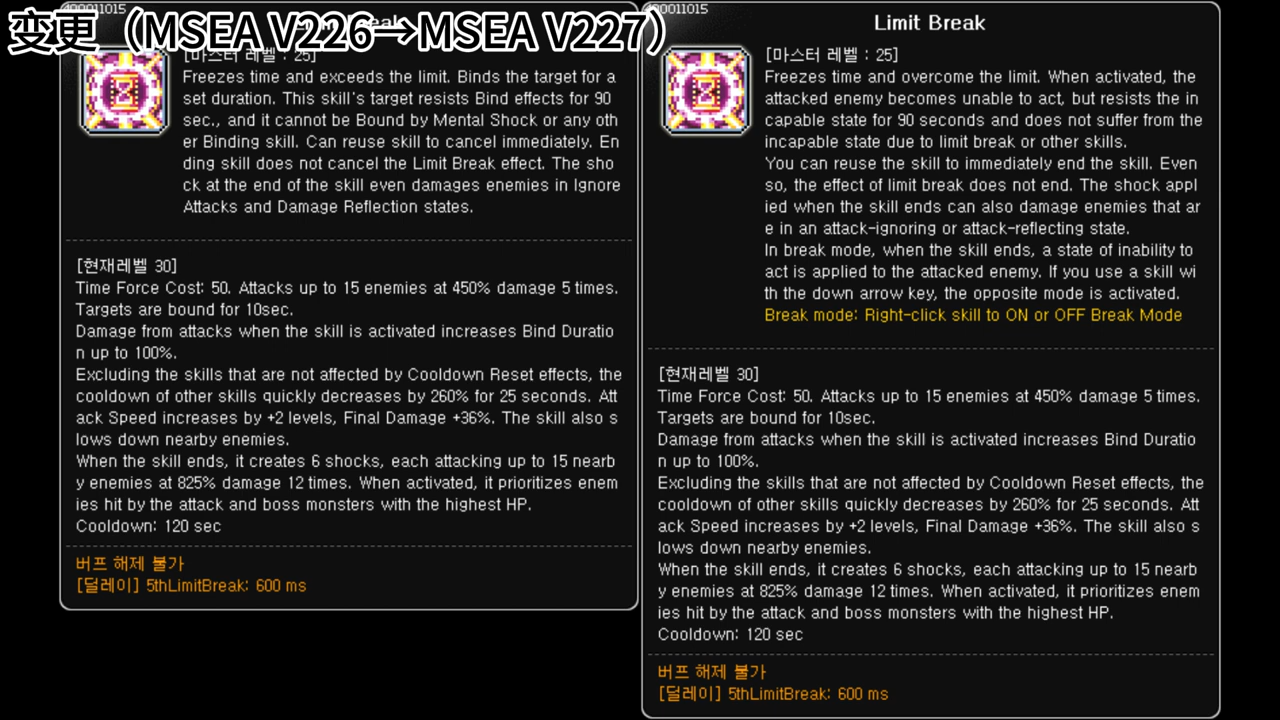 变更（MSEA V226→MSEA V227）
[마스터 레벨 : 25]
Freezes time and exceeds the limit. Binds the target for a
set duration. This skill's target resists Bind effects for 90
sec., and it cannot be Bound by Mental Shock or any oth
er Binding skill. Can reuse skill to cancel immediately. En
ding skill does not cancel the Limit Break effect. The sho
ck at the end of the skill even damages enemies in Ignore
Attacks and Damage Reflection states.
[현재레벨 30]
Time Force Cost: 50. Attacks up to 15 enemies at 450% damage 5 times.
Targets are bound for 10sec.
Damage from attacks when the skill is activated increases Bind Duratio
n up to 100%.
Excluding the skills that are not affected by Cooldown Reset effects, the
cooldown of other skills quickly decreases by 260% for 25 seconds. Att
ack Speed increases by +2 levels, Final Damage +36%. The skill also s
lows down nearby enemies.
When the skill ends, it creates 6 shocks, each attacking up to 15 nearb
y enemies at 825% damage 12 times. When activated, it prioritizes enem
ies hit by the attack and boss monsters with the highest HP.
Cooldown: 120 sec
버프 해제 불가
[딜레이] 5thLimitBreak: 600 ms
Limit Break
[마스터 레벨 : 25]
Freezes time and overcome the limit. When activated, the
attacked enemy becomes unable to act, but resists the in
capable state for 90 seconds and does not suffer from the
incapable state due to limit break or other skills.
You can reuse the skill to immediately end the skill. Even
so, the effect of limit break does not end. The shock appl
ied when the skill ends can also damage enemies that ar
e in an attack-ignoring or attack-reflecting state.
In break mode, when the skill ends, a state of inability to
act is applied to the attacked enemy. If you use a skill wi
th the down arrow key, the opposite mode is activated.
Break mode: Right-click skill to ON or OFF Break Mode
[현재레벨 30]
Time Force Cost: 50. Attacks up to 15 enemies at 450% damage 5 times.
Targets are bound for 10sec.
Damage from attacks when the skill is activated increases Bind Duratio
n up to 100%.
Excluding the skills that are not affected by Cooldown Reset effects, the
cooldown of other skills quickly decreases by 260% for 25 seconds. Att
ack Speed increases by +2 levels, Final Damage +36%. The skill also s
lows down nearby enemies.
When the skill ends, it creates 6 shocks, each attacking up to 15 nearb
y enemies at 825% damage 12 times. When activated, it prioritizes enem
ies hit by the attack and boss monsters with the highest HP.
Cooldown: 120 sec
버프 해제 불가
[딜레이] 5thLimitBreak: 600 ms